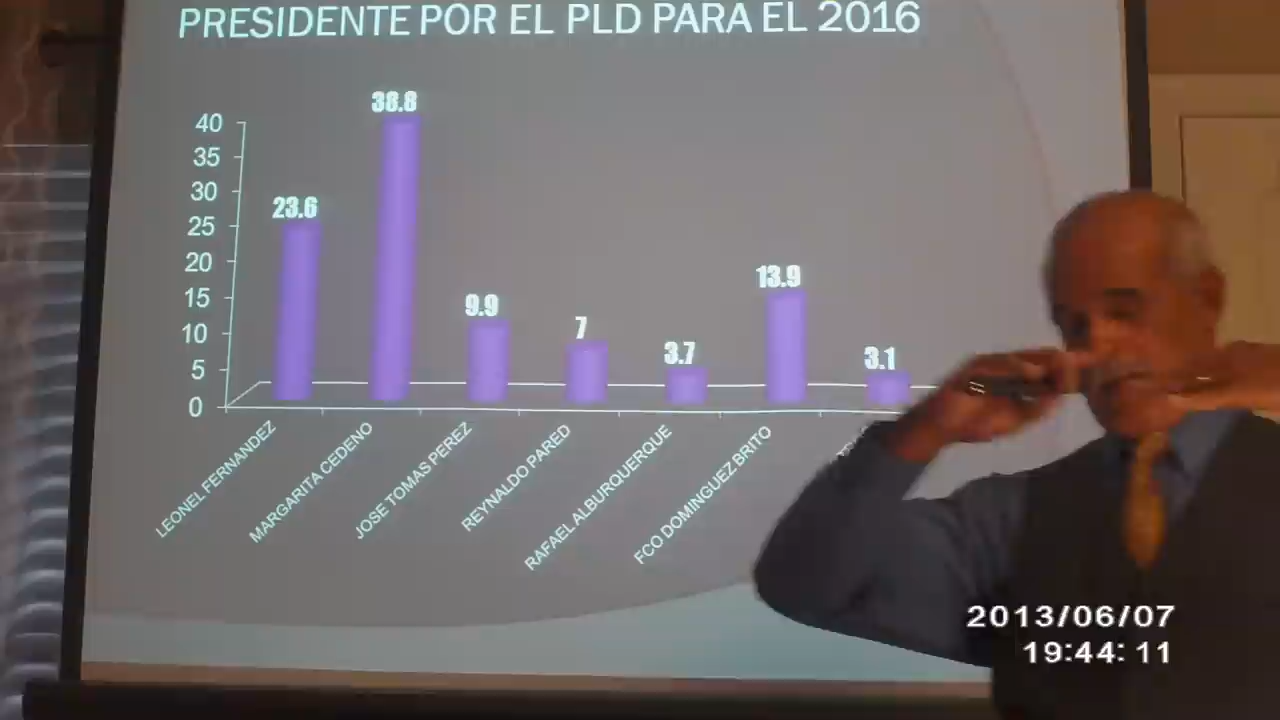 PRESIDENTE POR EL PLD PARA EL 2016
40
35
30
25
20
15
10
5
0
23.6
38.8
9.9
7
3.7
13.9
3.1
LEONEL FERNANDEZ
MARGARITA CEDENO
JOSE TOMAS PEREZ
REYNALDO PARED
RAFAEL ALBURQUERQUE
FCO DOMINGUEZ BRITO
2013/06/07
19:44:11